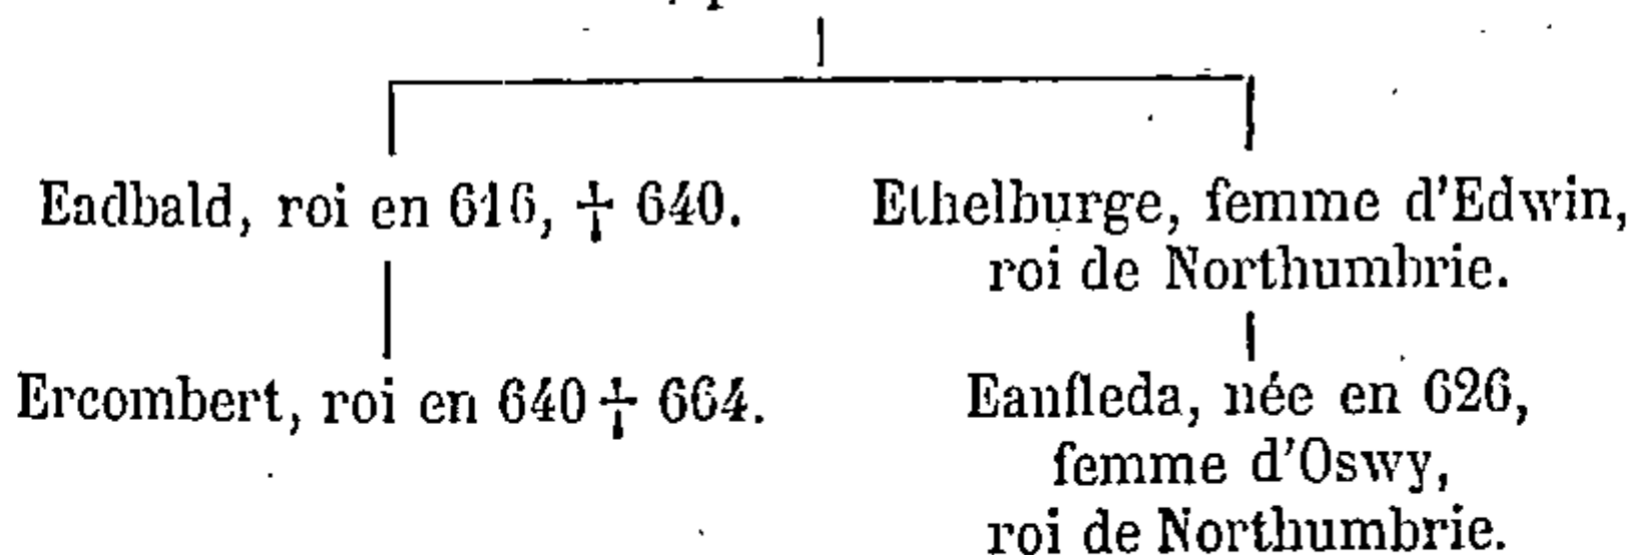 Eadbald, roi en 616, † 640.
Ethelburge, femme d'Edwin,
roi de Northumbrie.
Ercombert, roi en 640 † 664.
Eanfleda, née en 626,
femme d'Oswy,
roi de Northumbrie.